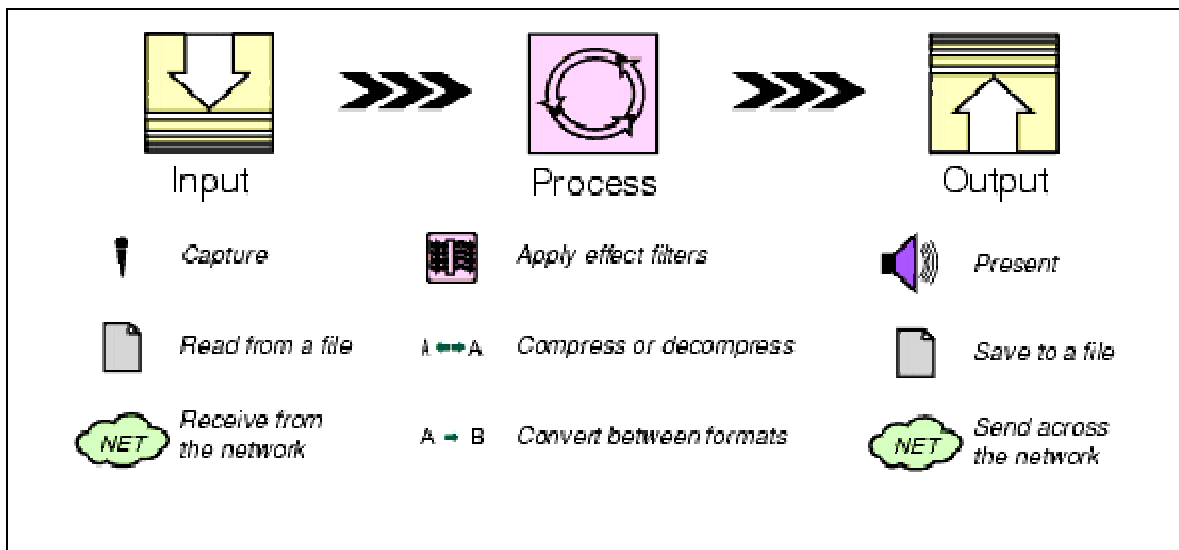 Input
Process
Output
Capture
Apply effect filters
Present
Read from a file
A A
Compress or decompress
Save to a file
NET
Receive from
the network
A B
Convert between formats
NET
Send across
the network